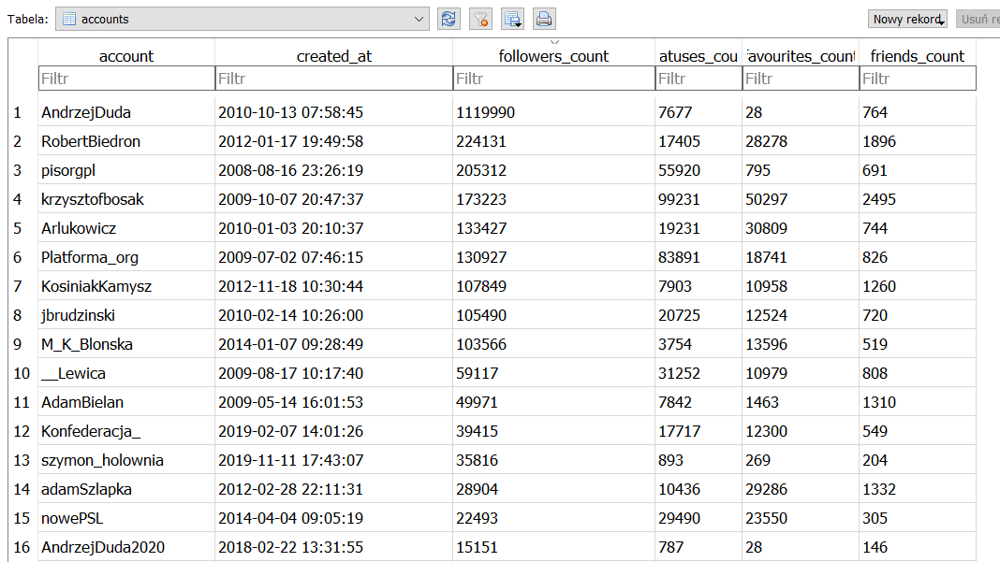 Tabela: accounts Nowy rekord Usuń re
account created_at followers_count atuses_cou favourites_count friends_count
Filtr Filtr Filtr Filtr Filtr Filtr
1 AndrzejDuda 2010-10-13 07:58:45 1119990 7677 28 764
2 RobertBiedron 2012-01-17 19:49:58 224131 17405 28278 1896
3 pisorgpl 2008-08-16 23:26:19 205312 55920 795 691
4 krzysztofbosak 2009-10-07 20:47:37 173223 99231 50297 2495
5 Arlukowicz 2010-01-03 20:10:37 133427 19231 30809 744
6 Platforma_org 2009-07-02 07:46:15 130927 83891 18741 826
7 KosiniakKamysz 2012-11-18 10:30:44 107849 7903 10958 1260
8 jbrudzinski 2010-02-14 10:26:00 105490 20725 12524 720
9 M_K_Blonska 2014-01-07 09:28:49 103566 3754 13596 519
10 __Lewica 2009-08-17 10:17:40 59117 31252 10979 808
11 AdamBielan 2009-05-14 16:01:53 49971 7842 1463 1310
12 Konfederacja_ 2019-02-07 14:01:26 39415 17717 12300 549
13 szymon_holownia 2019-11-11 17:43:07 35816 893 269 204
14 adamSzlapka 2012-02-28 22:11:31 28904 10436 29286 1332
15 nowePSL 2014-04-04 09:05:19 22493 29490 23550 305
16 AndrzejDuda2020 2018-02-22 13:31:55 15151 787 28 146